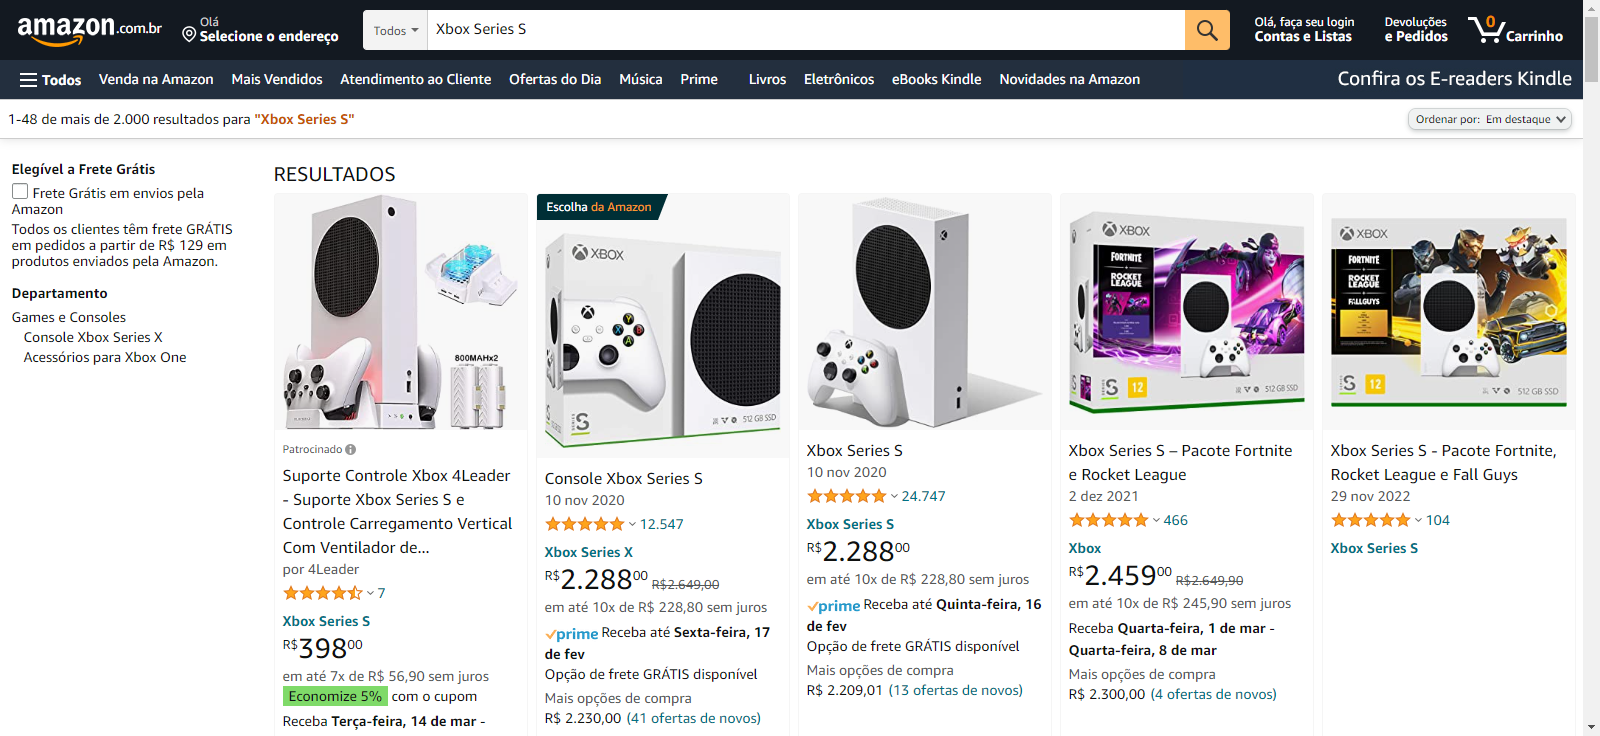 amazon.com.br
Olá
Selecione o endereço
Todos
Xbox Series S
Olá, faça seu login
Contas e Listas
Devoluções
e Pedidos
0
Carrinho
Todos
Venda na Amazon
Mais Vendidos
Atendimento ao Cliente
Ofertas do Dia
Música
Prime
Livros
Eletrônicos
eBooks Kindle
Novidades na Amazon
Confira os E-readers Kindle
1-48 de mais de 2.000 resultados para "Xbox Series S"
Ordenar por: Em destaque
Elegível a Frete Grátis
Frete Grátis em envios pela
Amazon
Todos os clientes têm frete GRÁTIS
em pedidos a partir de R$ 129 em
produtos enviados pela Amazon.
Departamento
Games e Consoles
Console Xbox Series X
Acessórios para Xbox One
RESULTADOS
800MAHx2
Patrocinado
Suporte Controle Xbox 4Leader
- Suporte Xbox Series S e
Controle Carregamento Vertical
Com Ventilador de...
por 4Leader
7
Xbox Series S
R$39800
em até 7x de R$ 56,90 sem juros
Economize 5% com o cupom
Receba Terça-feira, 14 de mar -
Escolha da Amazon
XBOX
X Y B A
SERIES S
512 GB SSD
Console Xbox Series S
10 nov 2020
12.547
Xbox Series X
R$2.28800 R$2.649,00
em até 10x de R$ 228,80 sem juros
prime Receba até Sexta-feira, 17
de fev
Opção de frete GRÁTIS disponível
Mais opções de compra
R$ 2.230,00 (41 ofertas de novos)
Xbox Series S
10 nov 2020
24.747
Xbox Series S
R$2.28800
em até 10x de R$ 228,80 sem juros
prime Receba até Quinta-feira, 16
de fev
Opção de frete GRÁTIS disponível
Mais opções de compra
R$ 2.209,01 (13 ofertas de novos)
XBOX
FORTNITE
+
ROCKET
LEAGUE
SERIES S
12
512 GB SSD
Xbox Series S – Pacote Fortnite
e Rocket League
2 dez 2021
466
Xbox
R$2.45900 R$2.649,90
em até 10x de R$ 245,90 sem juros
Receba Quarta-feira, 1 de mar -
Quarta-feira, 8 de mar
Mais opções de compra
R$ 2.300,00 (4 ofertas de novos)
XBOX
FORTNITE
+
ROCKET
LEAGUE
+
FALL GUYS
SERIES S
12
512 GB SSD
Xbox Series S - Pacote Fortnite,
Rocket League e Fall Guys
29 nov 2022
104
Xbox Series S